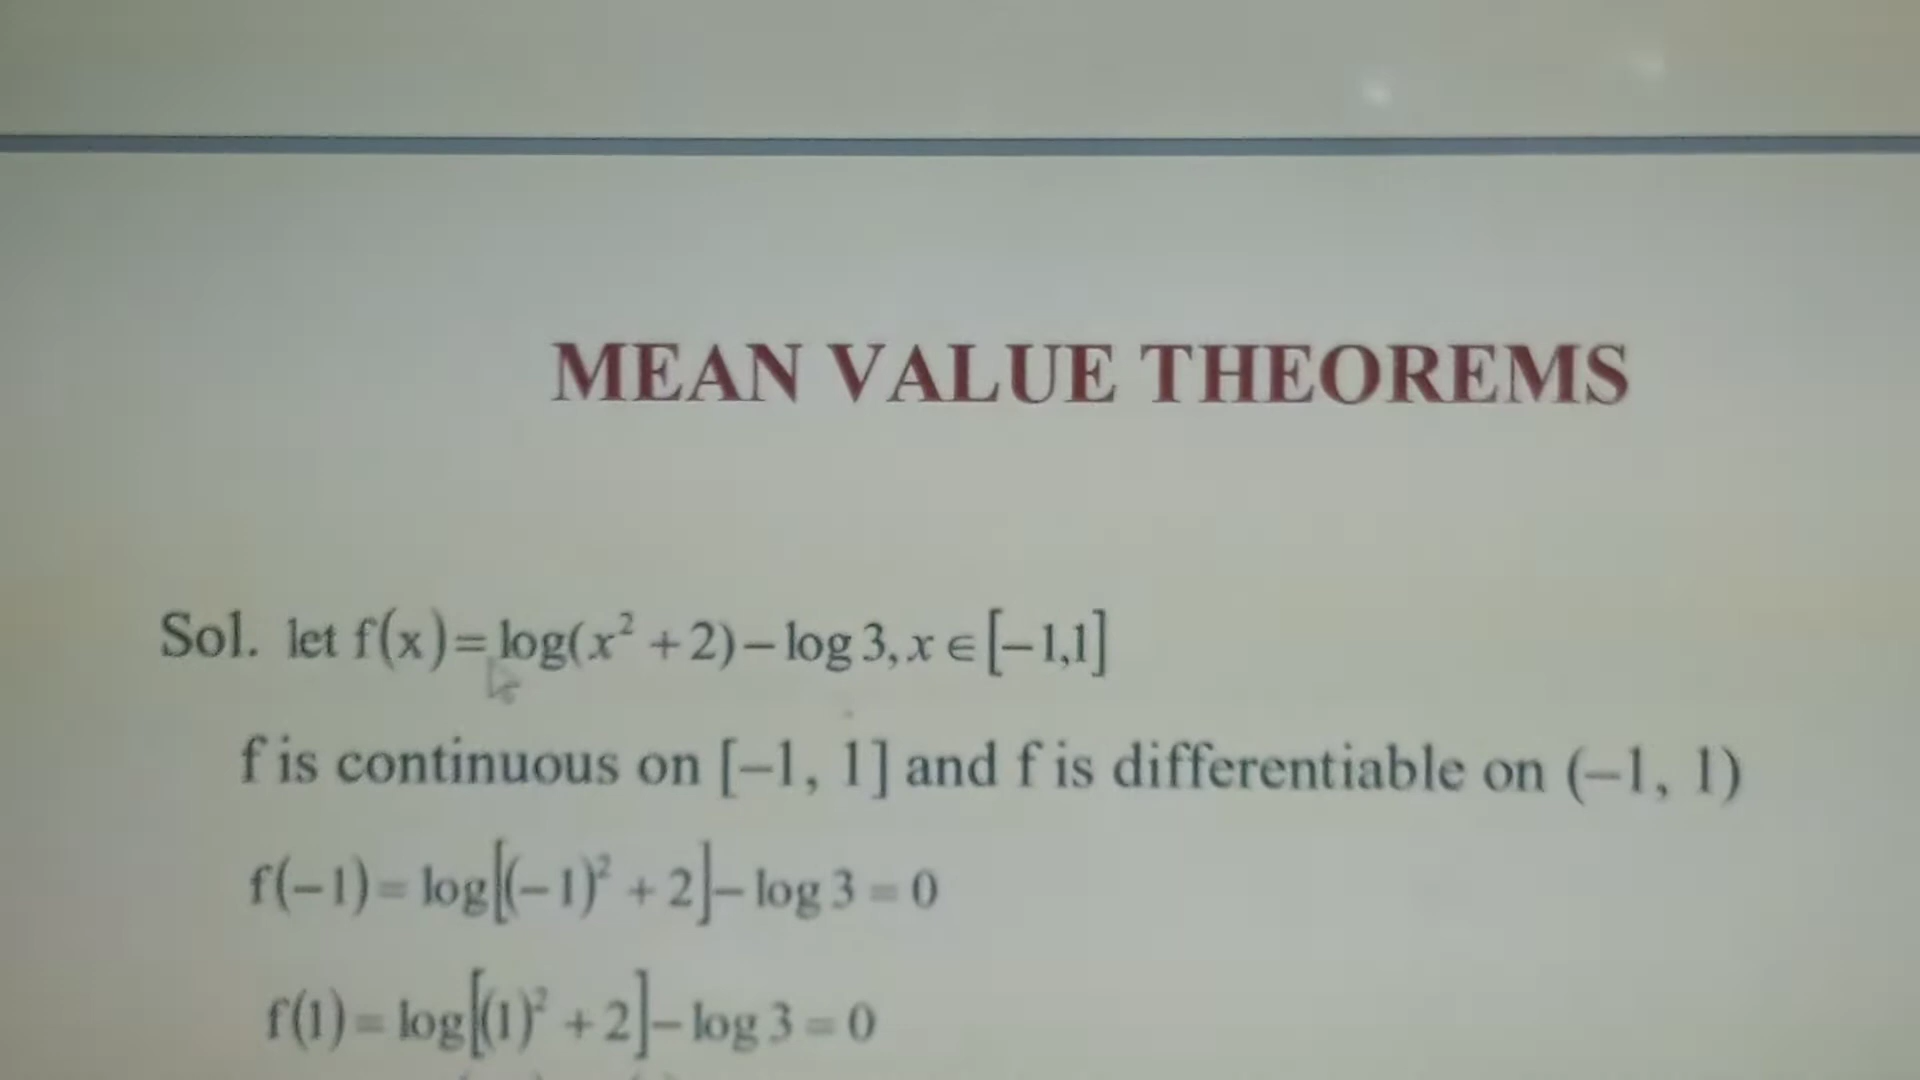 MEAN VALUE THEOREMS
Sol. let f(x)=log(x² +2)−log 3, x ∈ [−1,1]
f is continuous on [−1, 1] and f is differentiable on (−1, 1)
f(−1)= log[(−1)² + 2]− log 3 = 0
f(1)= log[(1)² + 2]− log 3 = 0